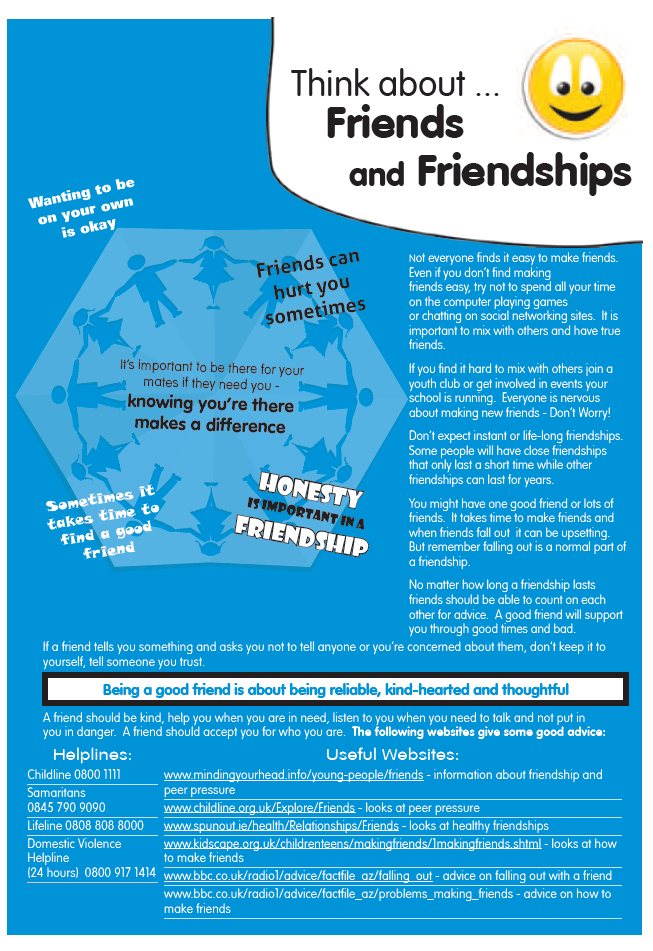 Think about ...
Friends
and Friendships
Wanting to be
on your own
is okay
Friends can
hurt you
sometimes
It's important to be there for your
mates if they need you -
knowing you're there
makes a difference
Sometimes it
takes time to
find a good
friend
HONESTY
IS IMPORTANT IN A
FRIENDSHIP
Not everyone finds it easy to make friends.
Even if you don't find making
friends easy, try not to spend all your time
on the computer playing games
or chatting on social networking sites.  It is
important to mix with others and have true
friends.
If you find it hard to mix with others join a
youth club or get involved in events your
school is running.  Everyone is nervous
about making new friends - Don't Worry!
Don't expect instant or life-long friendships.
Some people will have close friendships
that only last a short time while other
friendships can last for years.
You might have one good friend or lots of
friends.  It takes time to make friends and
when friends fall out  it can be upsetting.
But remember falling out is a normal part of
a friendship.
No matter how long a friendship lasts
friends should be able to count on each
other for advice.  A good friend will support
you through good times and bad.
If a friend tells you something and asks you not to tell anyone or you're concerned about them, don't keep it to
yourself, tell someone you trust.
Being a good friend is about being reliable, kind-hearted and thoughtful
A friend should be kind, help you when you are in need, listen to you when you need to talk and not put in
you in danger.  A friend should accept you for who you are.  The following websites give some good advice:
Helplines:
Childline 0800 1111
Samaritans
0845 790 9090
Lifeline 0808 808 8000
Domestic Violence
Helpline
(24 hours)  0800 917 1414
Useful Websites:
www.mindingyourhead.info/young-people/friends - information about friendship and
peer pressure
www.childline.org.uk/Explore/Friends - looks at peer pressure
www.spunout.ie/health/Relationships/Friends - looks at healthy friendships
www.kidscape.org.uk/childrenteens/makingfriends/1makingfriends.shtml - looks at how
to make friends
www.bbc.co.uk/radio1/advice/factfile_az/falling_out - advice on falling out with a friend
www.bbc.co.uk/radio1/advice/factfile_az/problems_making_friends - advice on how to
make friends